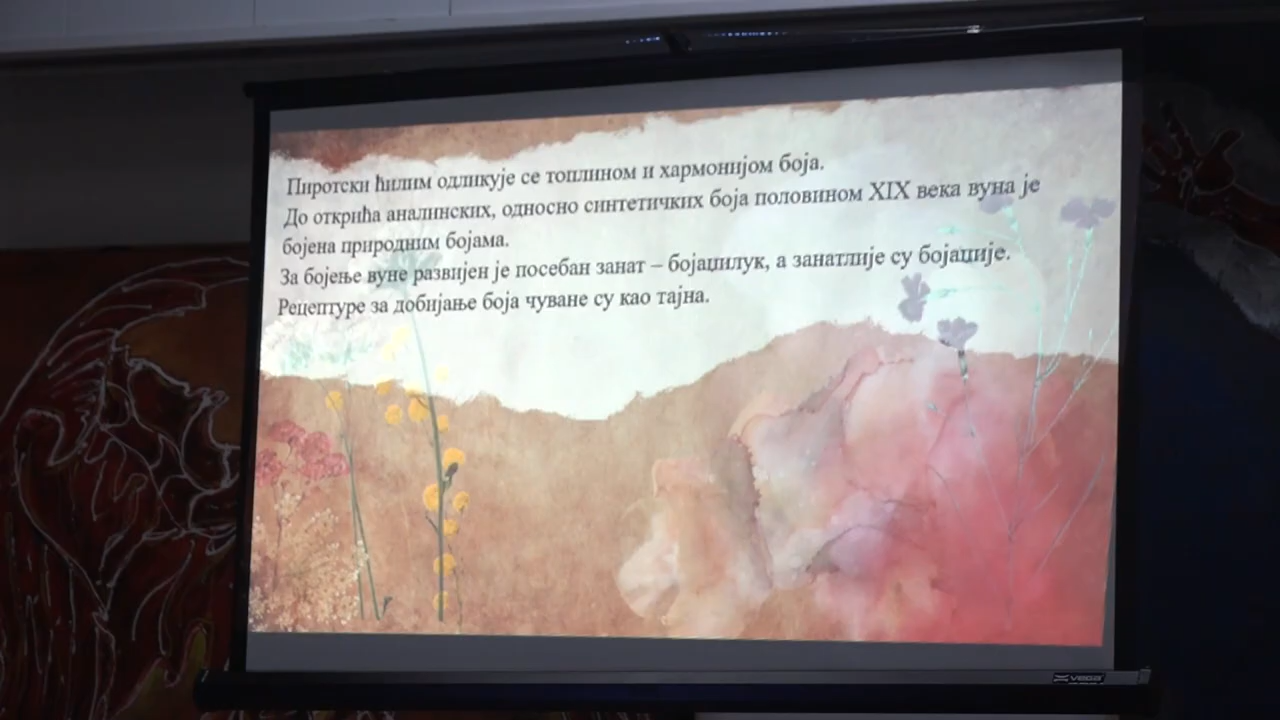 Пиротски ћилим одликује се топлином и хармонијом боја.
До открића аналинских, односно синтетичких боја половином XIX века вуна је
бојена природним бојама.
За бојење вуне развијен је посебан занат – бојаџилук, а занатлије су бојаџије.
Рецептуре за добијање боја чуване су као тајна.
vega